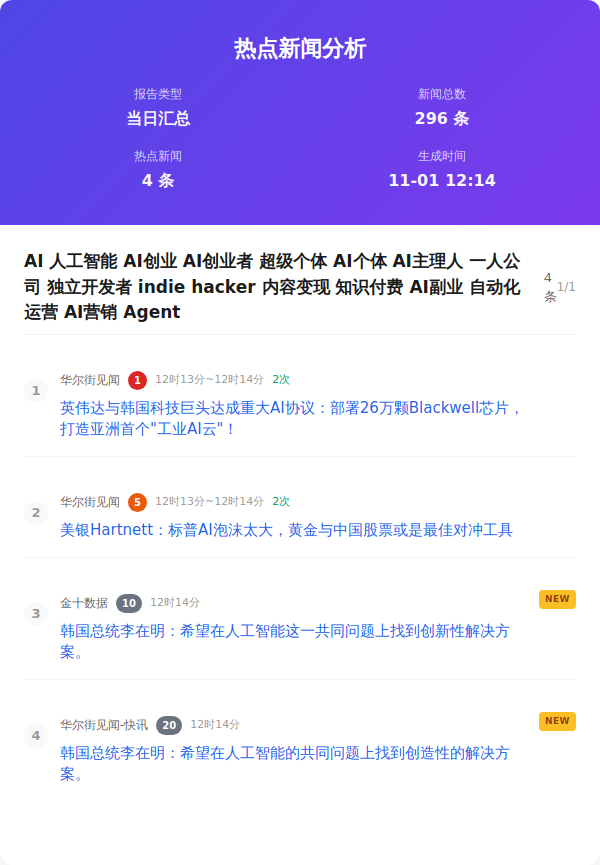 热点新闻分析
报告类型
新闻总数
当日汇总
296 条
热点新闻
生成时间
4 条
11-01 12:14
AI 人工智能 AI创业 AI创业者 超级个体 AI个体 AI主理人 一人公
司 独立开发者 indie hacker 内容变现 知识付费 AI副业 自动化
运营 AI营销 Agent
4
条
1/1
1
华尔街见闻 1 12时13分~12时14分 2次
英伟达与韩国科技巨头达成重大AI协议：部署26万颗Blackwell芯片，
打造亚洲首个"工业AI云"！
2
华尔街见闻 5 12时13分~12时14分 2次
美银Hartnett：标普AI泡沫太大，黄金与中国股票或是最佳对冲工具
3
金十数据 10 12时14分
NEW
韩国总统李在明：希望在人工智能这一共同问题上找到创新性解决方
案。
4
华尔街见闻-快讯 20 12时14分
NEW
韩国总统李在明：希望在人工智能的共同问题上找到创造性的解决方
案。